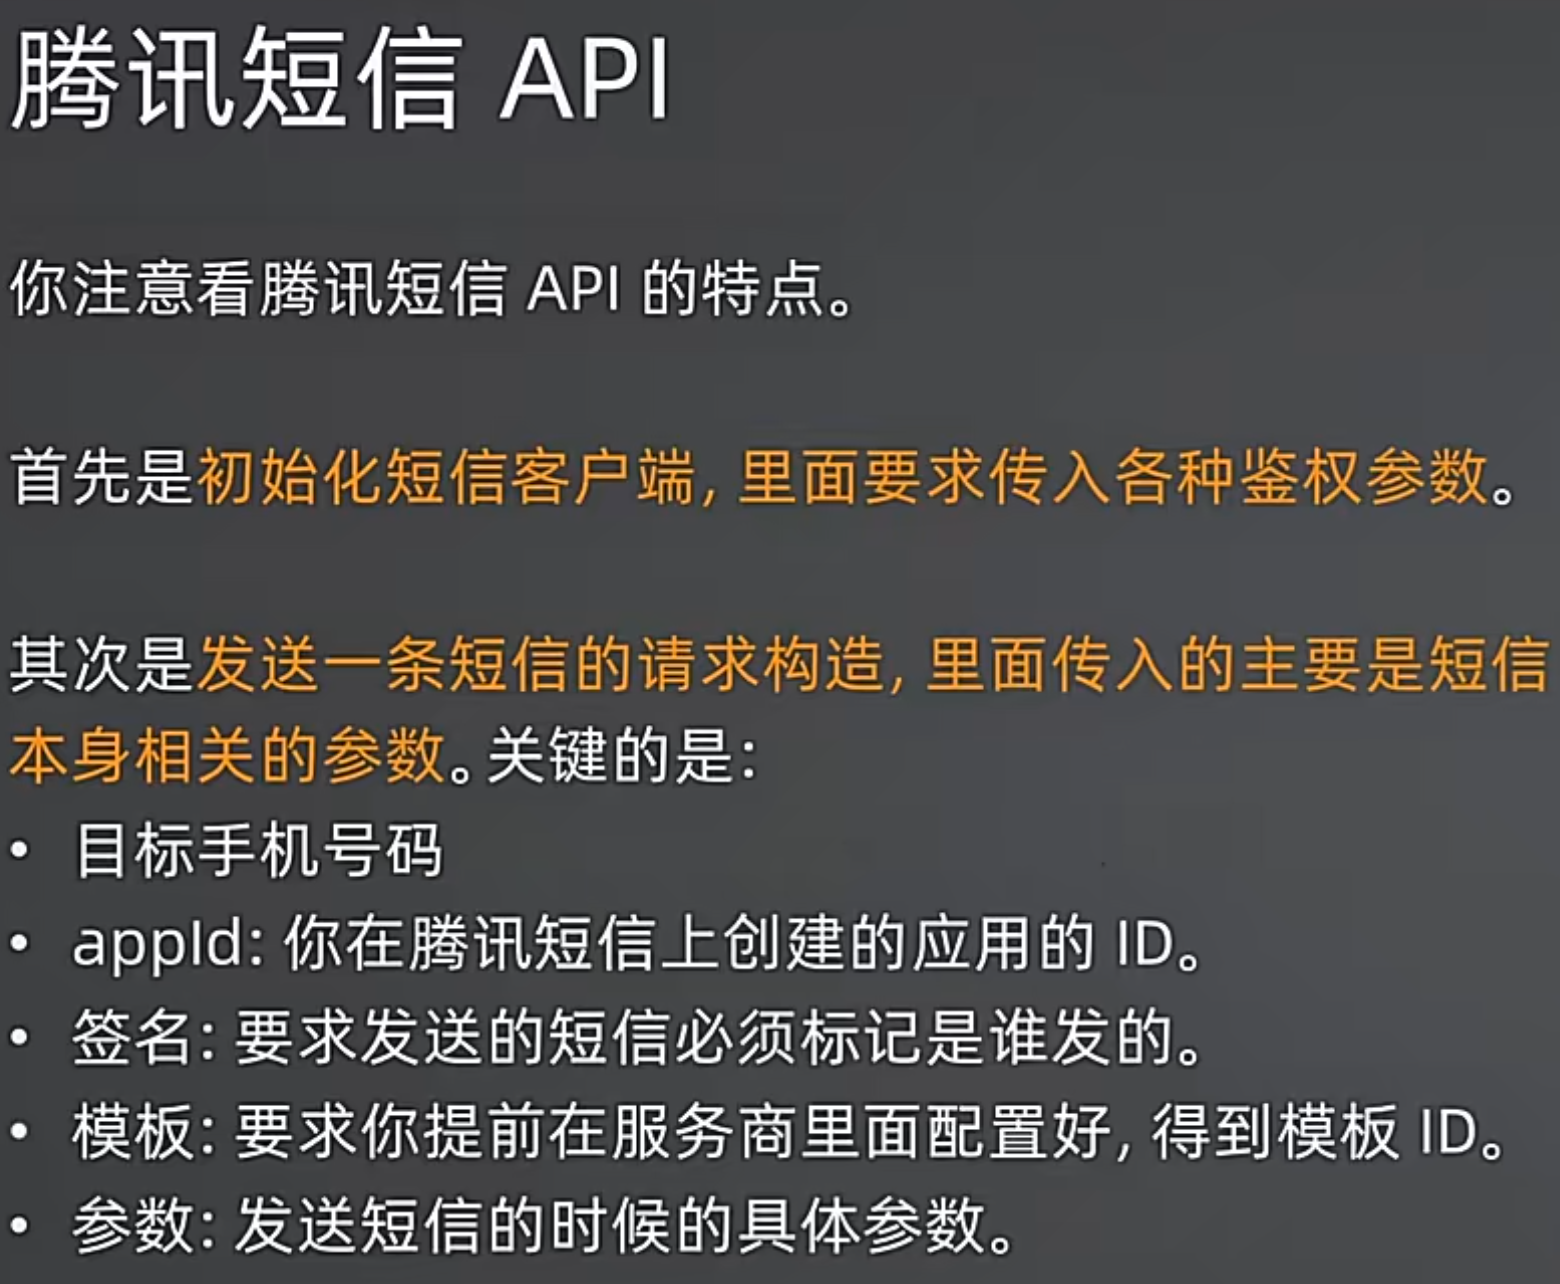 腾讯短信 API
你注意看腾讯短信 API 的特点。
首先是初始化短信客户端, 里面要求传入各种鉴权参数。
其次是发送一条短信的请求构造, 里面传入的主要是短信
本身相关的参数。关键的是:
• 目标手机号码
• appId: 你在腾讯短信上创建的应用的 ID。
• 签名: 要求发送的短信必须标记是谁发的。
• 模板: 要求你提前在服务商里面配置好, 得到模板 ID。
• 参数: 发送短信的时候的具体参数。